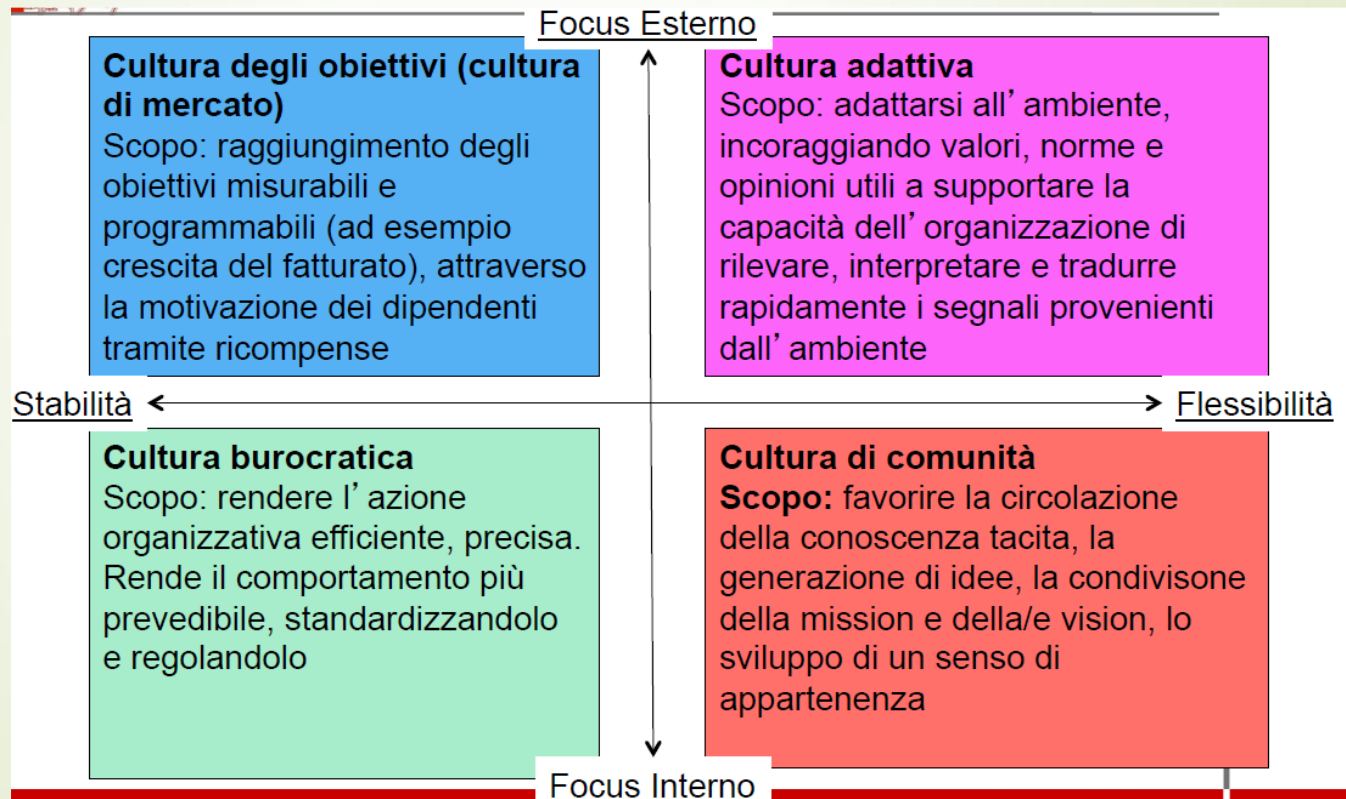 Focus Esterno
Cultura degli obiettivi (cultura
di mercato)
Scopo: raggiungimento degli
obiettivi misurabili e
programmabili (ad esempio
crescita del fatturato), attraverso
la motivazione dei dipendenti
tramite ricompense
Cultura adattiva
Scopo: adattarsi all’ ambiente,
incoraggiando valori, norme e
opinioni utili a supportare la
capacità dell’ organizzazione di
rilevare, interpretare e tradurre
rapidamente i segnali provenienti
dall’ ambiente
Stabilità
Flessibilità
Cultura burocratica
Scopo: rendere l’ azione
organizzativa efficiente, precisa.
Rende il comportamento più
prevedibile, standardizzandolo
e regolandolo
Cultura di comunità
Scopo: favorire la circolazione
della conoscenza tacita, la
generazione di idee, la condivisone
della mission e della/e vision, lo
sviluppo di un senso di
appartenenza
Focus Interno